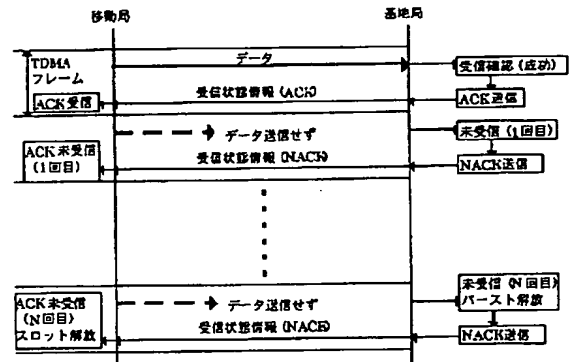 移動局
基地局
TDMA
フレーム
データ
受信確認 (成功)
受信状態情報 (ACK)
ACK送信
ACK受信
データ送信せず
未受信 (1回目)
ACK未受信
(1回目)
受信状態情報 (NACK)
NACK送信
ACK未受信
(N回目)
スロット解放
データ送信せず
未受信 (N回目)
バースト解放
受信状態情報 (NACK)
NACK送信